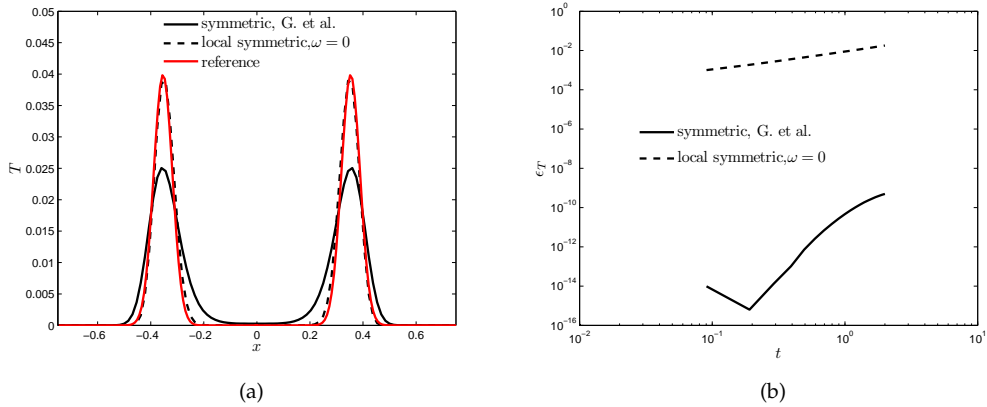 0.05
0.045
0.04
0.035
0.03
0.025
0.02
0.015
0.01
0.005
0
T
symmetric, G. et al.
local symmetric,ω = 0
reference
−0.6 −0.4 −0.2 0 0.2 0.4 0.6
x
(a)
10^0
10^−2
10^−4
10^−6
10^−8
10^−10
10^−12
10^−14
10^−16
ϵ_T
symmetric, G. et al.
local symmetric,ω = 0
10^−2 10^−1 10^0 10^1
t
(b)